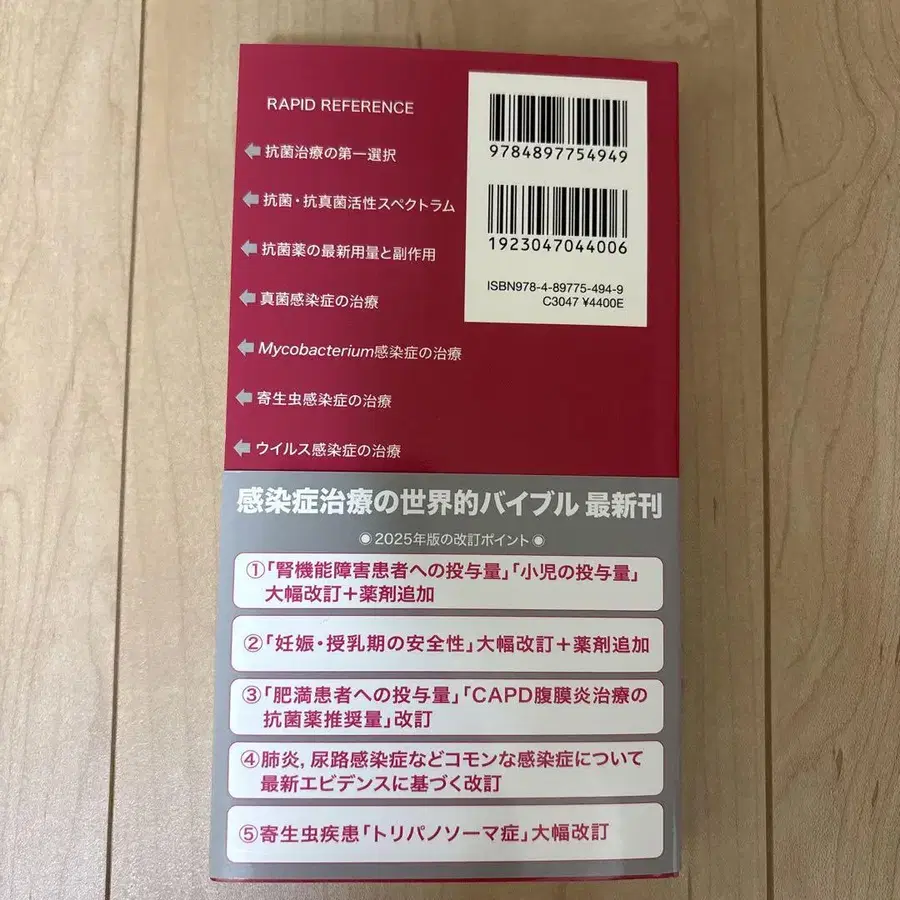 RAPID REFERENCE
抗菌治療の第一選択
抗菌・抗真菌活性スペクトラム
抗菌薬の最新用量と副作用
真菌感染症の治療
Mycobacterium感染症の治療
寄生虫感染症の治療
ウイルス感染症の治療
9784897754949
1923047044006
ISBN978-4-89775-494-9
C3047 ¥4400E
感染症治療の世界的バイブル 最新刊
◉2025年版の改訂ポイント◉
①「腎機能障害患者への投与量」「小児の投与量」
大幅改訂＋薬剤追加
②「妊娠・授乳期の安全性」大幅改訂＋薬剤追加
③「肥満患者への投与量」「CAPD腹膜炎治療の
抗菌薬推奨量」改訂
④肺炎，尿路感染症などコモンな感染症について
最新エビデンスに基づく改訂
⑤寄生虫疾患「トリパノソーマ症」大幅改訂